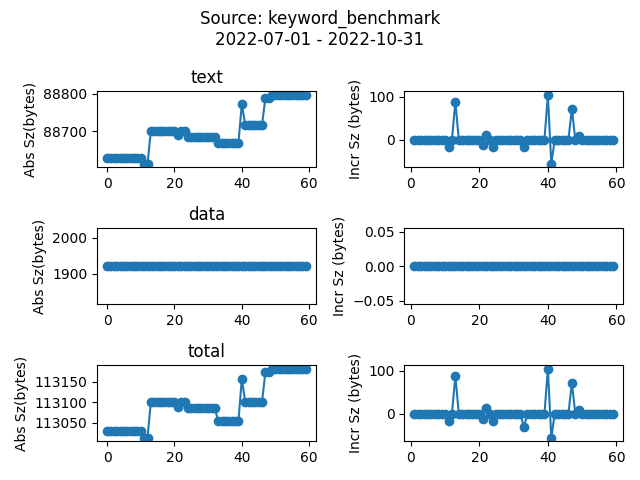 Source: keyword_benchmark
2022-07-01 - 2022-10-31
text
Abs Sz(bytes)
88800
88700
0 20 40 60
Incr Sz (bytes)
100
0
0 20 40 60
data
Abs Sz(bytes)
2000
1900
0 20 40 60
Incr Sz (bytes)
0.05
0.00
−0.05
0 20 40 60
total
Abs Sz(bytes)
113150
113100
113050
0 20 40 60
Incr Sz (bytes)
100
0
0 20 40 60